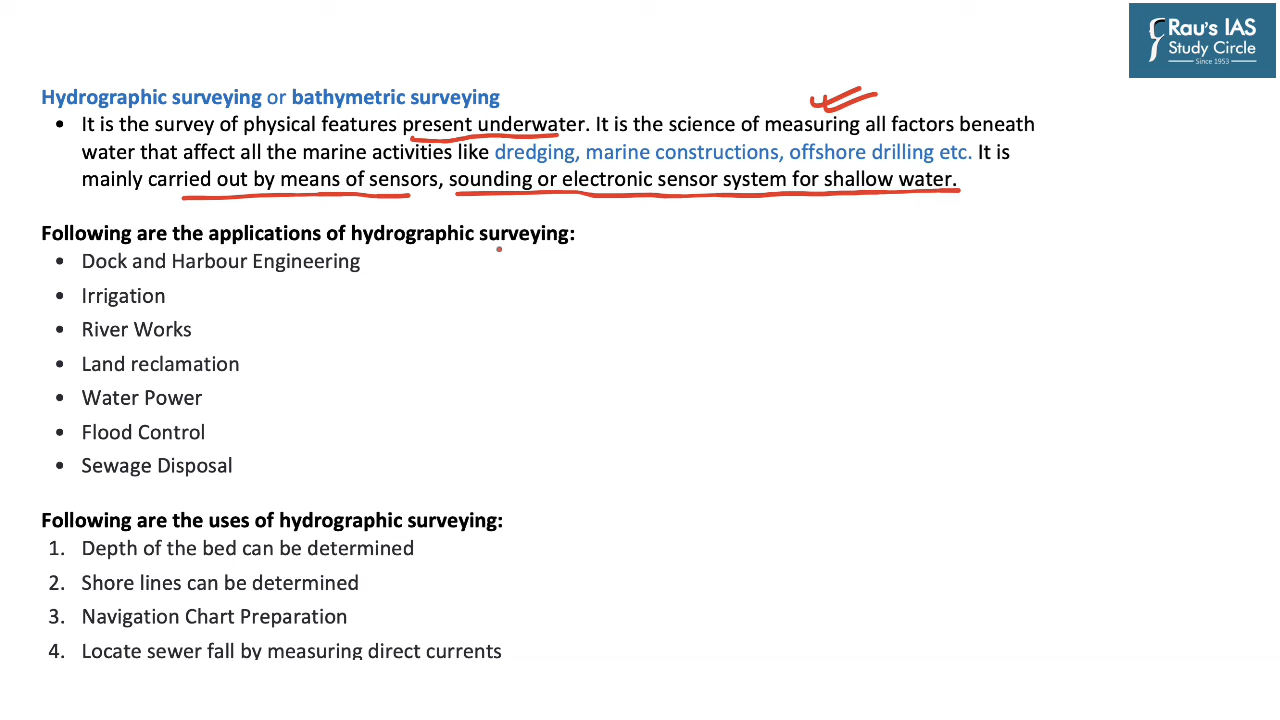 Rau's IAS
Study Circle
Since 1953
Hydrographic surveying or bathymetric surveying
• It is the survey of physical features present underwater. It is the science of measuring all factors beneath
water that affect all the marine activities like dredging, marine constructions, offshore drilling etc. It is
mainly carried out by means of sensors, sounding or electronic sensor system for shallow water.
Following are the applications of hydrographic surveying:
• Dock and Harbour Engineering
• Irrigation
• River Works
• Land reclamation
• Water Power
• Flood Control
• Sewage Disposal
Following are the uses of hydrographic surveying:
1. Depth of the bed can be determined
2. Shore lines can be determined
3. Navigation Chart Preparation
4. Locate sewer fall by measuring direct currents